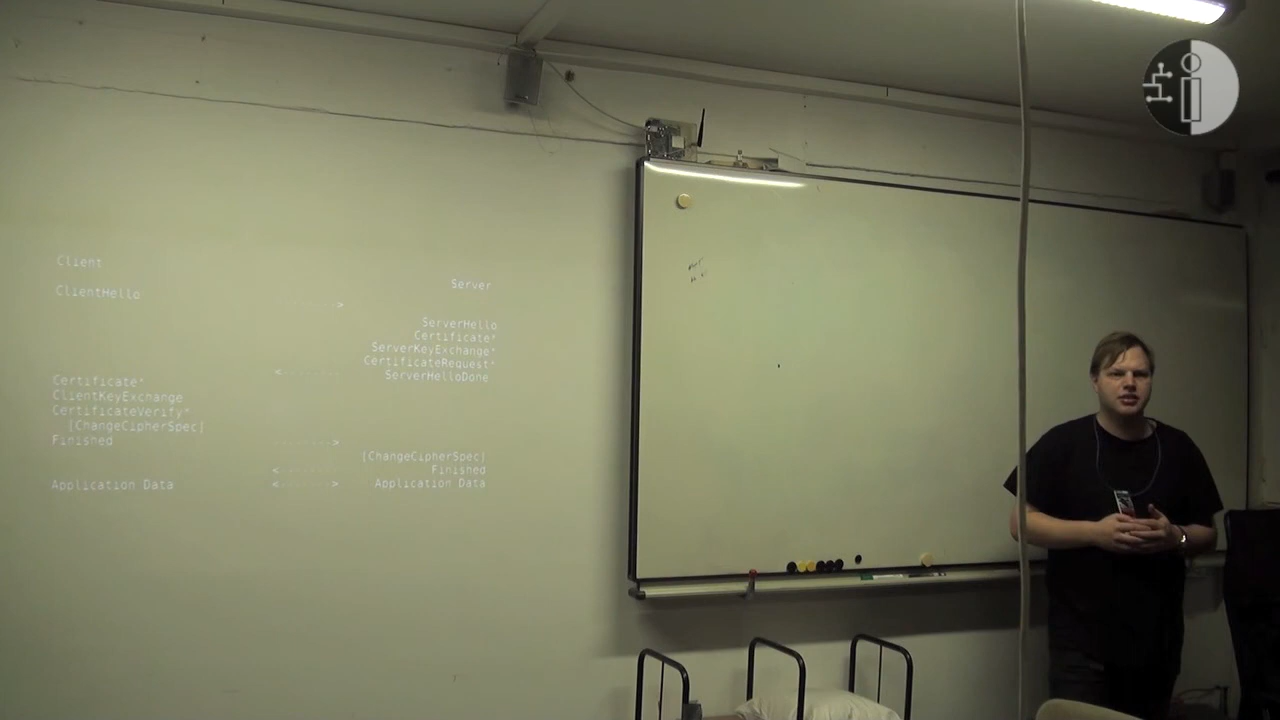 Client
Server
ClientHello
------->
ServerHello
Certificate*
ServerKeyExchange*
CertificateRequest*
<------- ServerHelloDone
Certificate*
ClientKeyExchange
CertificateVerify*
[ChangeCipherSpec]
Finished ------->
[ChangeCipherSpec]
<------- Finished
Application Data <-------> Application Data